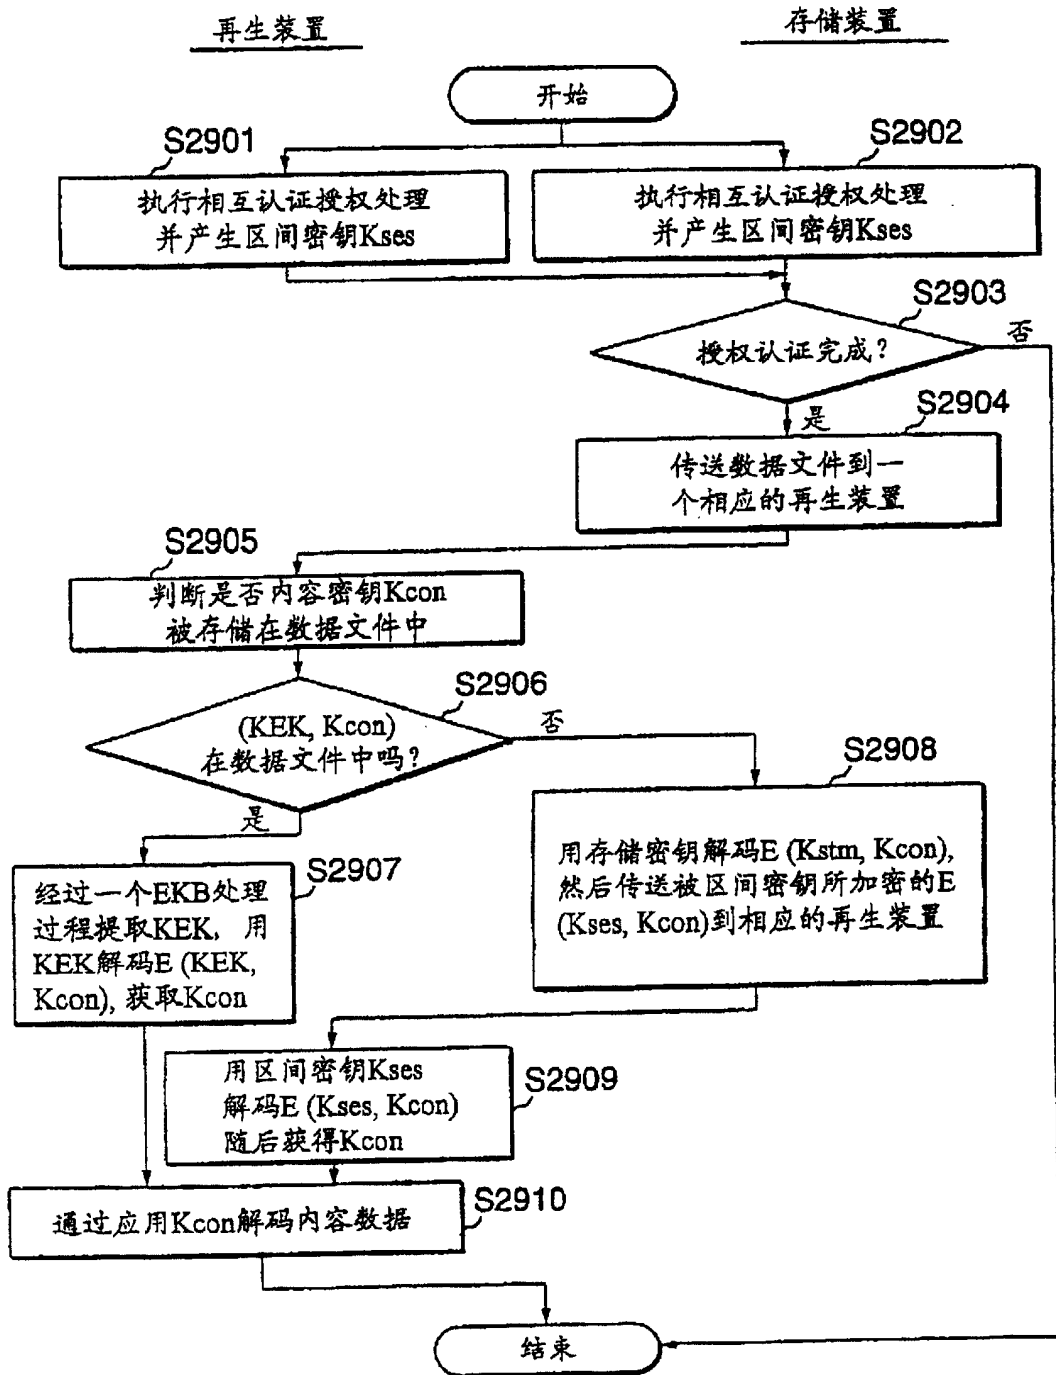 再生装置
存储装置
开始
S2901
S2902
执行相互认证授权处理
并产生区间密钥Kses
执行相互认证授权处理
并产生区间密钥Kses
S2903
授权认证完成?
否
是
S2904
传送数据文件到一
个相应的再生装置
S2905
判断是否内容密钥Kcon
被存储在数据文件中
S2906
(KEK, Kcon)
在数据文件中吗?
否
是
S2907
经过一个EKB处理
过程提取KEK, 用
KEK解码E (KEK,
Kcon), 获取Kcon
S2908
用存储密钥解码E (Kstm, Kcon),
然后传送被区间密钥所加密的E
(Kses, Kcon)到相应的再生装置
用区间密钥Kses
解码E (Kses, Kcon)
随后获得Kcon
S2909
通过应用Kcon解码内容数据
S2910
结束